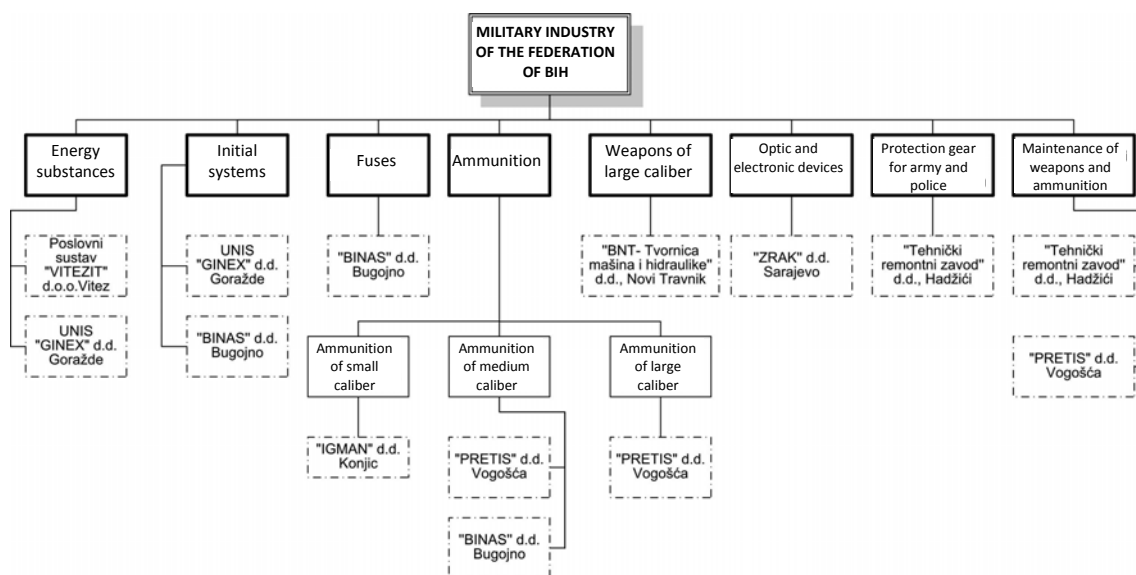 MILITARY INDUSTRY
OF THE FEDERATION
OF BIH
Energy
substances
Initial
systems
Fuses
Ammunition
Weapons of
large caliber
Optic and
electronic devices
Protection gear
for army and
police
Maintenance of
weapons and
ammunition
Poslovni
sustav
"VITEZIT"
d.o.o.Vitez
UNIS
"GINEX" d.d.
Goražde
UNIS
"GINEX" d.d.
Goražde
"BINAS" d.d.
Bugojno
"BINAS" d.d.
Bugojno
"BNT- Tvornica
mašina i hidraulike"
d.d., Novi Travnik
"ZRAK" d.d.
Sarajevo
"Tehnički
remontni zavod"
d.d., Hadžići
"Tehnički
remontni zavod"
d.d., Hadžići
"PRETIS" d.d.
Vogošća
Ammunition
of small
caliber
Ammunition
of medium
caliber
Ammunition
of large
caliber
"IGMAN" d.d.
Konjic
"PRETIS" d.d.
Vogošća
"BINAS" d.d.
Bugojno
"PRETIS" d.d.
Vogošća